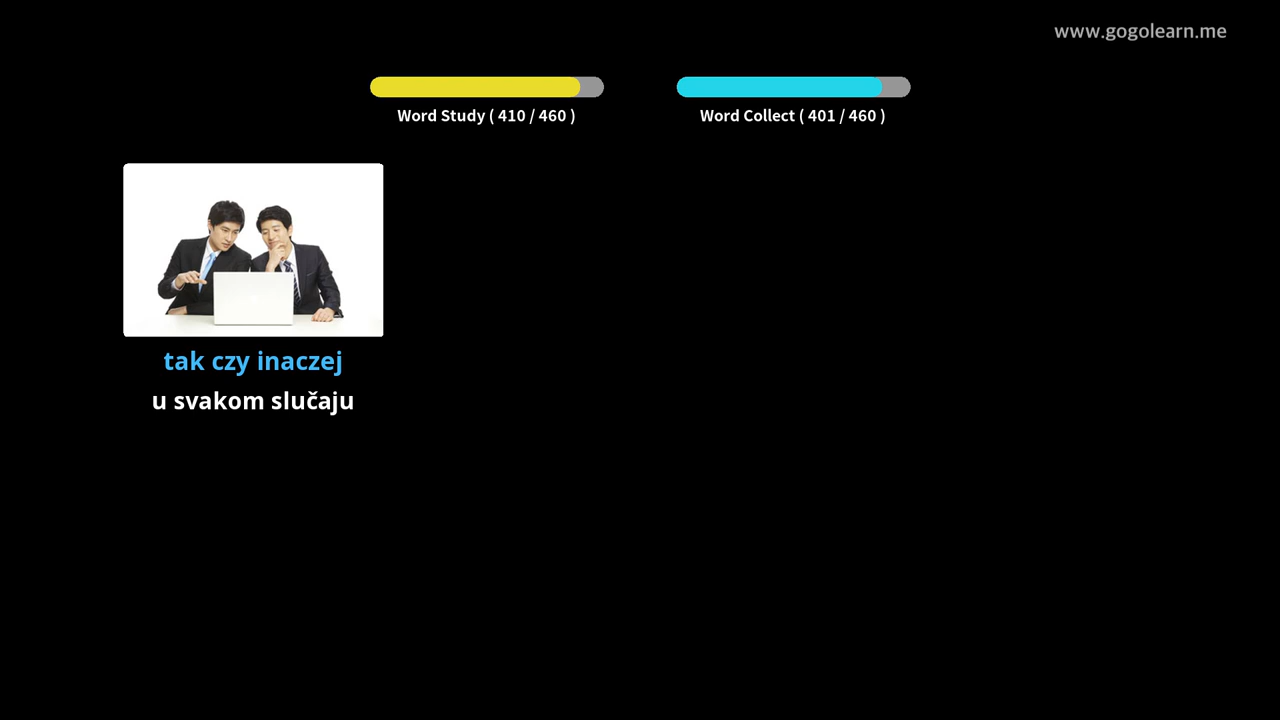 www.gogolearn.me
Word Study ( 410 / 460 )
Word Collect ( 401 / 460 )
tak czy inaczej
u svakom slučaju